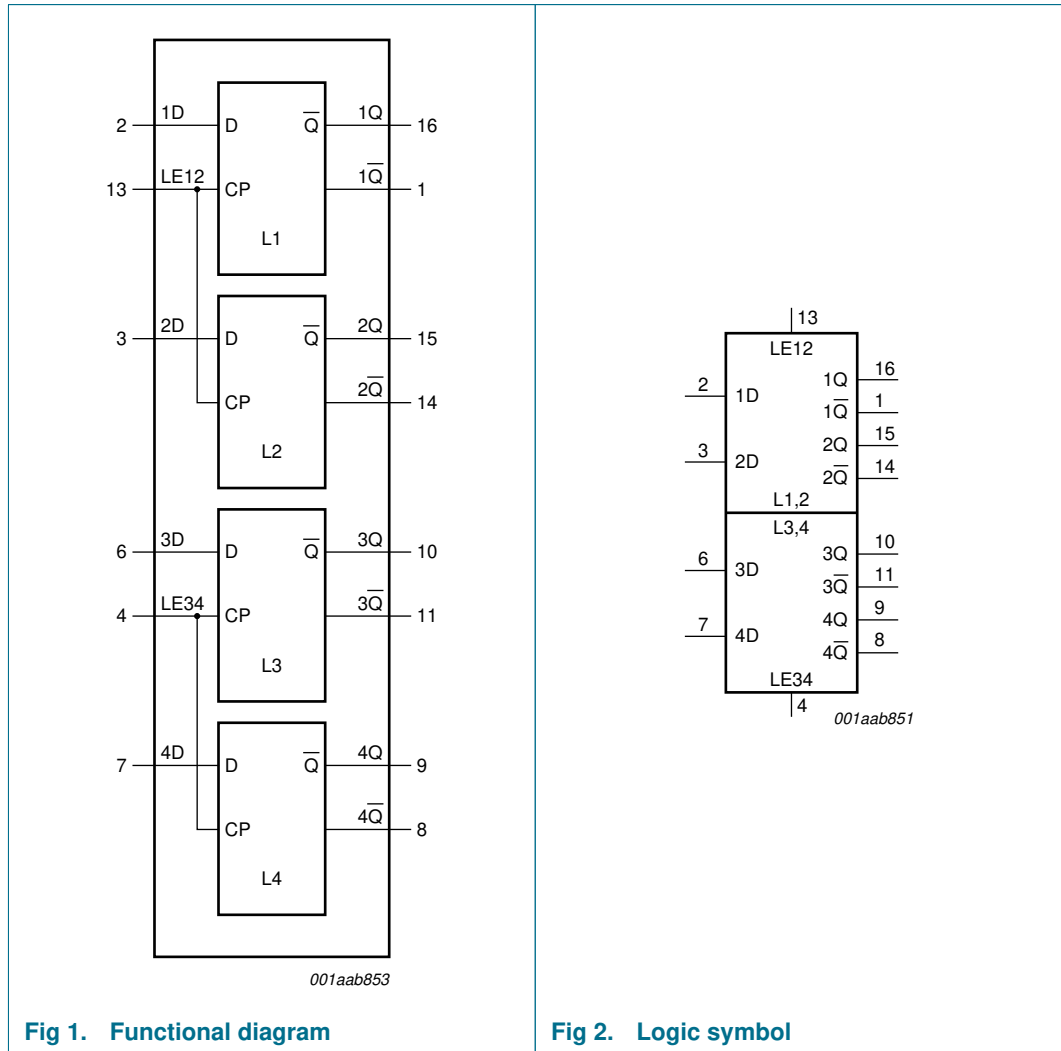 2 1D D Q̅ 1Q 16
13 LE12 CP 1Q̅ 1
L1
3 2D D Q̅ 2Q 15
CP 2Q̅ 14
L2
6 3D D Q̅ 3Q 10
4 LE34 CP 3Q̅ 11
L3
7 4D D Q̅ 4Q 9
CP 4Q̅ 8
L4
001aab853
Fig 1. Functional diagram
13
LE12
1Q 16
2 1D
1Q̅ 1
2Q 15
3 2D
2Q̅ 14
L1,2
L3,4
3Q 10
6 3D
3Q̅ 11
4Q 9
7 4D
4Q̅ 8
LE34
4
001aab851
Fig 2. Logic symbol